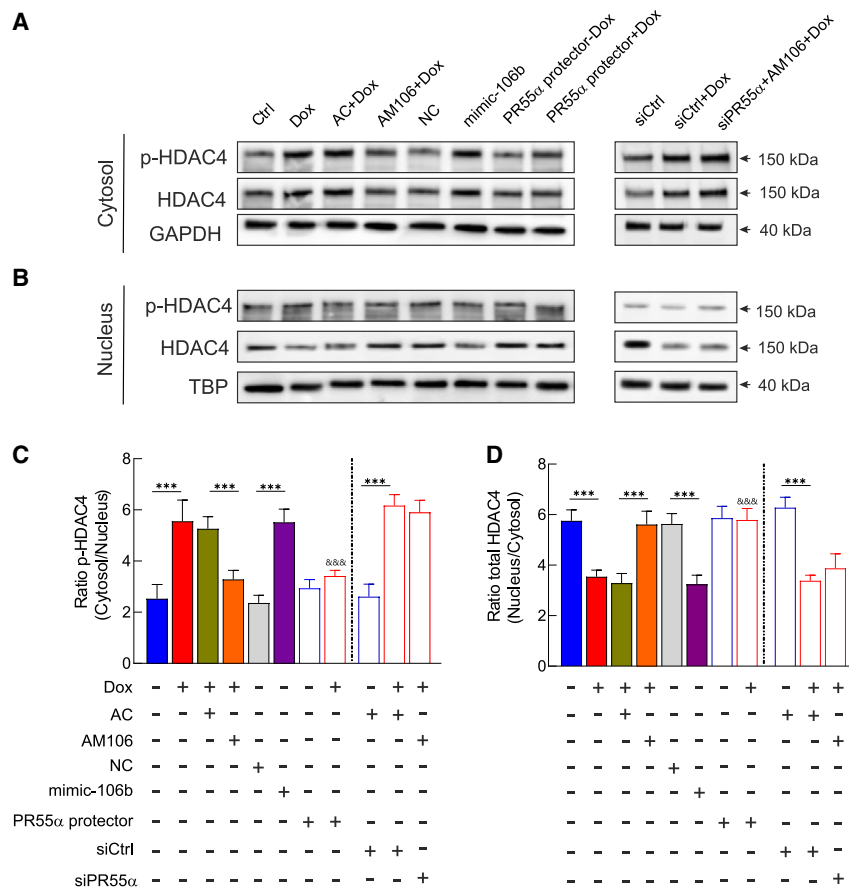 A
Ctrl
Dox
AC+Dox
AM106+Dox
NC
mimic-106b
PR55α protector-Dox
PR55α protector+Dox
siCtrl
siCtrl+Dox
siPR55α+AM106+Dox
Cytosol
p-HDAC4
150 kDa
HDAC4
150 kDa
GAPDH
40 kDa
B
Nucleus
p-HDAC4
150 kDa
HDAC4
150 kDa
TBP
40 kDa
C
Ratio p-HDAC4
(Cytosol/Nucleus)
8
6
4
2
0
*** *** *** &&& ***
D
Ratio total HDAC4
(Nucleus/Cytosol)
8
6
4
2
0
*** *** *** &&& ***
Dox - + + + - - - + - + + - + + + - - - + - + +
AC - - + - - - - - + + - - - + - - - - - + + -
AM106 - - - + - - - - - - + - - - + - - - - - - +
NC - - - - + - - - - - - - - - - + - - - - - -
mimic-106b - - - - - + - - - - - - - - - - + - - - - -
PR55α protector - - - - - - + + - - - - - - - - - + + - - -
siCtrl - - - - - - - - + + - - - - - - - - - + + -
siPR55α - - - - - - - - - - + - - - - - - - - - - +